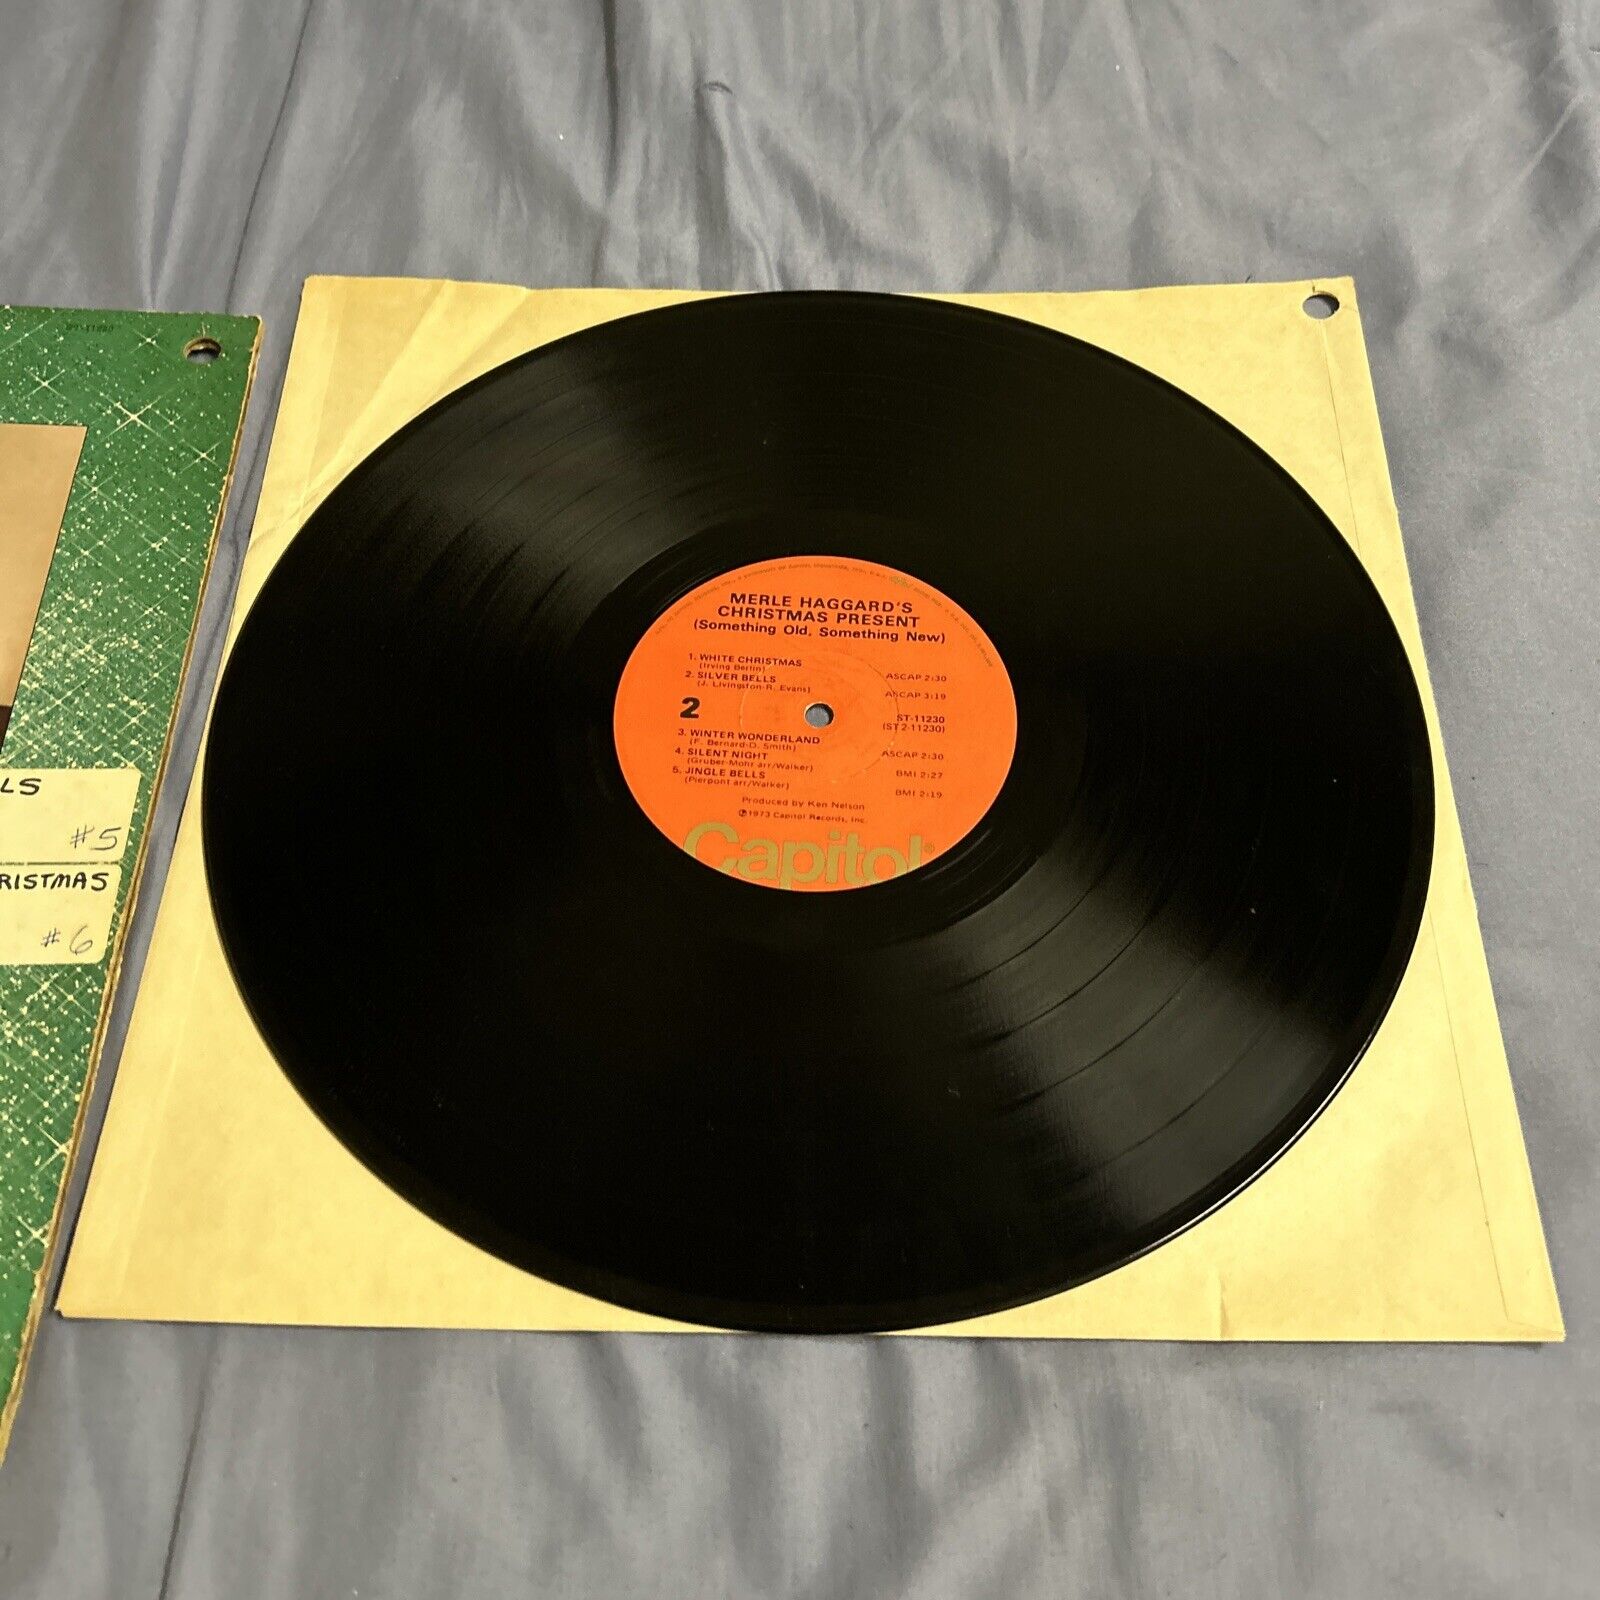 LS
#5
RISTMAS
#6
MERLE HAGGARD'S
CHRISTMAS PRESENT
(Something Old, Something New)
1. WHITE CHRISTMAS
(Irving Berlin) ASCAP 2:30
2. SILVER BELLS
(J. Livingston-R. Evans) ASCAP 3:19
2
ST-11230
(ST 2-11230)
3. WINTER WONDERLAND
(F. Bernard-D. Smith) ASCAP 2:30
4. SILENT NIGHT
(Gruber-Mohr arr/Walker) BMI 2:27
5. JINGLE BELLS
(Pierpont arr/Walker) BMI 2:19
Produced by Ken Nelson
℗1973 Capitol Records, Inc.
Capitol®